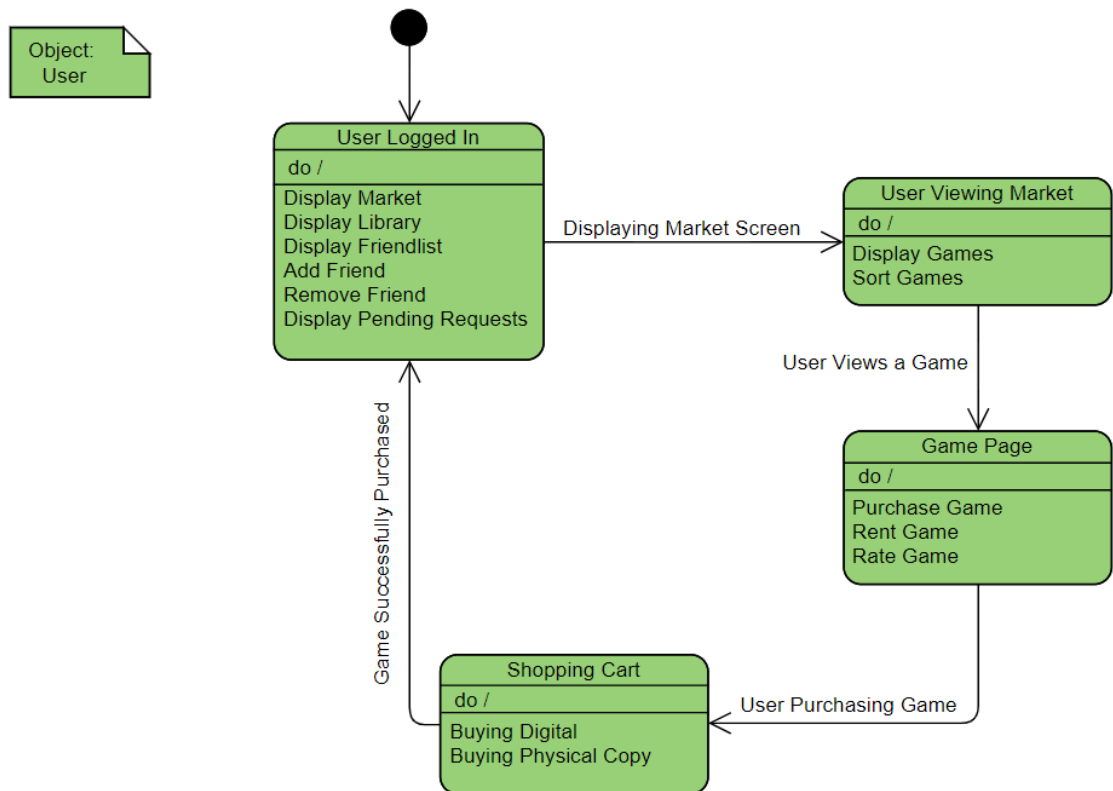 Object:
User
User Logged In
do /
Display Market
Display Library
Display Friendlist
Add Friend
Remove Friend
Display Pending Requests
Displaying Market Screen
User Viewing Market
do /
Display Games
Sort Games
User Views a Game
Game Page
do /
Purchase Game
Rent Game
Rate Game
User Purchasing Game
Shopping Cart
do /
Buying Digital
Buying Physical Copy
Game Successfully Purchased